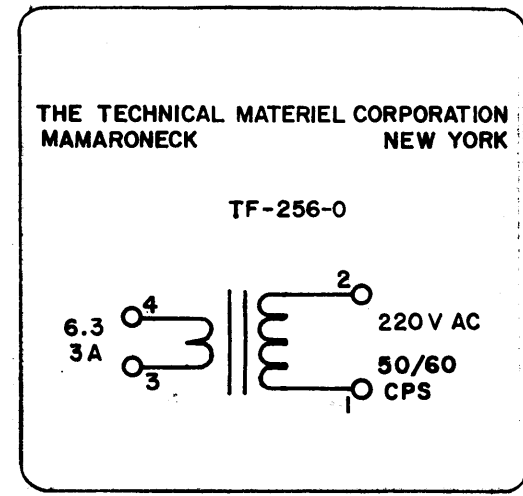 THE TECHNICAL MATERIEL CORPORATION
MAMARONECK NEW YORK
TF-256-0
4
6.3
3A
3
2
220V AC
50/60
CPS
1